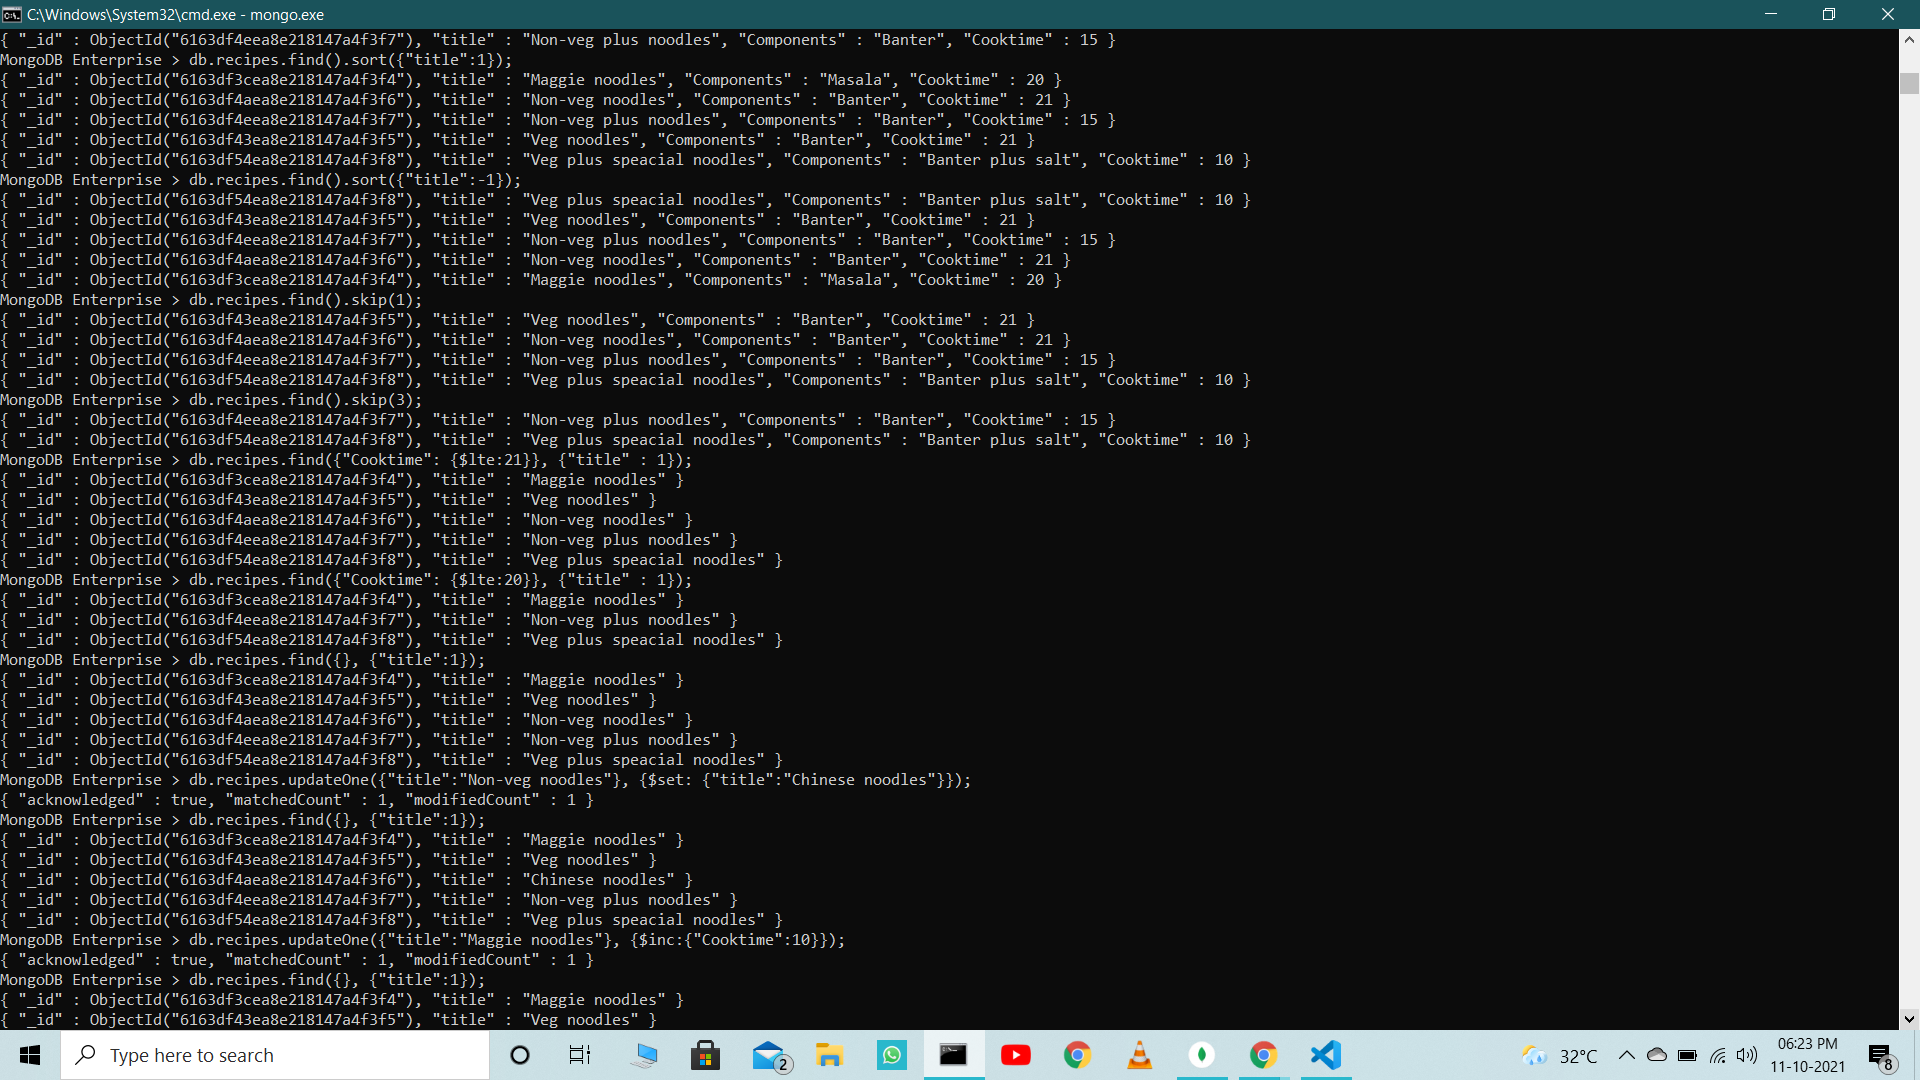 C:\Windows\System32\cmd.exe - mongo.exe
{ "_id" : ObjectId("6163df4eea8e218147a4f3f7"), "title" : "Non-veg plus noodles", "Components" : "Banter", "Cooktime" : 15 }
MongoDB Enterprise > db.recipes.find().sort({"title":1});
{ "_id" : ObjectId("6163df3cea8e218147a4f3f4"), "title" : "Maggie noodles", "Components" : "Masala", "Cooktime" : 20 }
{ "_id" : ObjectId("6163df4aea8e218147a4f3f6"), "title" : "Non-veg noodles", "Components" : "Banter", "Cooktime" : 21 }
{ "_id" : ObjectId("6163df4eea8e218147a4f3f7"), "title" : "Non-veg plus noodles", "Components" : "Banter", "Cooktime" : 15 }
{ "_id" : ObjectId("6163df43ea8e218147a4f3f5"), "title" : "Veg noodles", "Components" : "Banter", "Cooktime" : 21 }
{ "_id" : ObjectId("6163df54ea8e218147a4f3f8"), "title" : "Veg plus speacial noodles", "Components" : "Banter plus salt", "Cooktime" : 10 }
MongoDB Enterprise > db.recipes.find().sort({"title":-1});
{ "_id" : ObjectId("6163df54ea8e218147a4f3f8"), "title" : "Veg plus speacial noodles", "Components" : "Banter plus salt", "Cooktime" : 10 }
{ "_id" : ObjectId("6163df43ea8e218147a4f3f5"), "title" : "Veg noodles", "Components" : "Banter", "Cooktime" : 21 }
{ "_id" : ObjectId("6163df4eea8e218147a4f3f7"), "title" : "Non-veg plus noodles", "Components" : "Banter", "Cooktime" : 15 }
{ "_id" : ObjectId("6163df4aea8e218147a4f3f6"), "title" : "Non-veg noodles", "Components" : "Banter", "Cooktime" : 21 }
{ "_id" : ObjectId("6163df3cea8e218147a4f3f4"), "title" : "Maggie noodles", "Components" : "Masala", "Cooktime" : 20 }
MongoDB Enterprise > db.recipes.find().skip(1);
{ "_id" : ObjectId("6163df43ea8e218147a4f3f5"), "title" : "Veg noodles", "Components" : "Banter", "Cooktime" : 21 }
{ "_id" : ObjectId("6163df4aea8e218147a4f3f6"), "title" : "Non-veg noodles", "Components" : "Banter", "Cooktime" : 21 }
{ "_id" : ObjectId("6163df4eea8e218147a4f3f7"), "title" : "Non-veg plus noodles", "Components" : "Banter", "Cooktime" : 15 }
{ "_id" : ObjectId("6163df54ea8e218147a4f3f8"), "title" : "Veg plus speacial noodles", "Components" : "Banter plus salt", "Cooktime" : 10 }
MongoDB Enterprise > db.recipes.find().skip(3);
{ "_id" : ObjectId("6163df4eea8e218147a4f3f7"), "title" : "Non-veg plus noodles", "Components" : "Banter", "Cooktime" : 15 }
{ "_id" : ObjectId("6163df54ea8e218147a4f3f8"), "title" : "Veg plus speacial noodles", "Components" : "Banter plus salt", "Cooktime" : 10 }
MongoDB Enterprise > db.recipes.find({"Cooktime": {$lte:21}}, {"title" : 1});
{ "_id" : ObjectId("6163df3cea8e218147a4f3f4"), "title" : "Maggie noodles" }
{ "_id" : ObjectId("6163df43ea8e218147a4f3f5"), "title" : "Veg noodles" }
{ "_id" : ObjectId("6163df4aea8e218147a4f3f6"), "title" : "Non-veg noodles" }
{ "_id" : ObjectId("6163df4eea8e218147a4f3f7"), "title" : "Non-veg plus noodles" }
{ "_id" : ObjectId("6163df54ea8e218147a4f3f8"), "title" : "Veg plus speacial noodles" }
MongoDB Enterprise > db.recipes.find({"Cooktime": {$lte:20}}, {"title" : 1});
{ "_id" : ObjectId("6163df3cea8e218147a4f3f4"), "title" : "Maggie noodles" }
{ "_id" : ObjectId("6163df4eea8e218147a4f3f7"), "title" : "Non-veg plus noodles" }
{ "_id" : ObjectId("6163df54ea8e218147a4f3f8"), "title" : "Veg plus speacial noodles" }
MongoDB Enterprise > db.recipes.find({}, {"title":1});
{ "_id" : ObjectId("6163df3cea8e218147a4f3f4"), "title" : "Maggie noodles" }
{ "_id" : ObjectId("6163df43ea8e218147a4f3f5"), "title" : "Veg noodles" }
{ "_id" : ObjectId("6163df4aea8e218147a4f3f6"), "title" : "Non-veg noodles" }
{ "_id" : ObjectId("6163df4eea8e218147a4f3f7"), "title" : "Non-veg plus noodles" }
{ "_id" : ObjectId("6163df54ea8e218147a4f3f8"), "title" : "Veg plus speacial noodles" }
MongoDB Enterprise > db.recipes.updateOne({"title":"Non-veg noodles"}, {$set: {"title":"Chinese noodles"}});
{ "acknowledged" : true, "matchedCount" : 1, "modifiedCount" : 1 }
MongoDB Enterprise > db.recipes.find({}, {"title":1});
{ "_id" : ObjectId("6163df3cea8e218147a4f3f4"), "title" : "Maggie noodles" }
{ "_id" : ObjectId("6163df43ea8e218147a4f3f5"), "title" : "Veg noodles" }
{ "_id" : ObjectId("6163df4aea8e218147a4f3f6"), "title" : "Chinese noodles" }
{ "_id" : ObjectId("6163df4eea8e218147a4f3f7"), "title" : "Non-veg plus noodles" }
{ "_id" : ObjectId("6163df54ea8e218147a4f3f8"), "title" : "Veg plus speacial noodles" }
MongoDB Enterprise > db.recipes.updateOne({"title":"Maggie noodles"}, {$inc:{"Cooktime":10}});
{ "acknowledged" : true, "matchedCount" : 1, "modifiedCount" : 1 }
MongoDB Enterprise > db.recipes.find({}, {"title":1});
{ "_id" : ObjectId("6163df3cea8e218147a4f3f4"), "title" : "Maggie noodles" }
{ "_id" : ObjectId("6163df43ea8e218147a4f3f5"), "title" : "Veg noodles" }
Type here to search
2
32°C
06:23 PM
11-10-2021
8